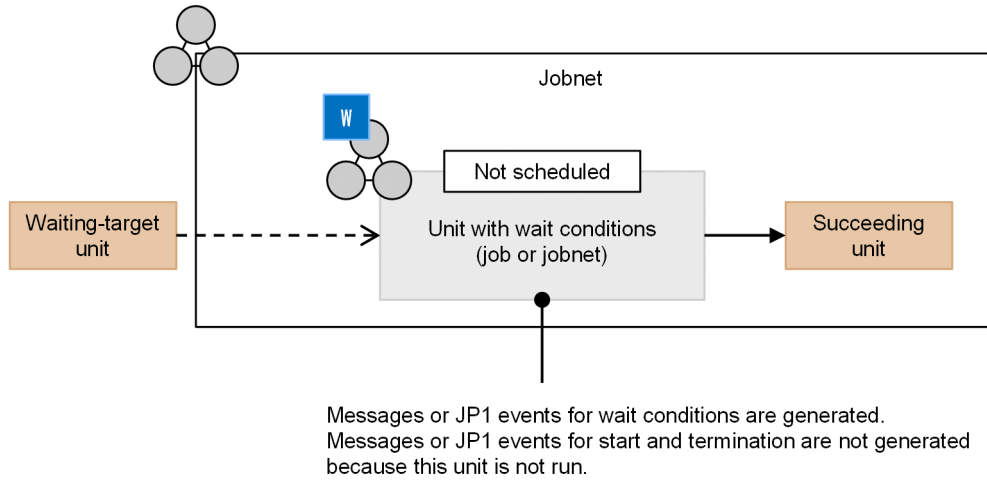 Jobnet
W
Not scheduled
Waiting-target
unit
Unit with wait conditions
(job or jobnet)
Succeeding
unit
Messages or JP1 events for wait conditions are generated.
Messages or JP1 events for start and termination are not generated
because this unit is not run.